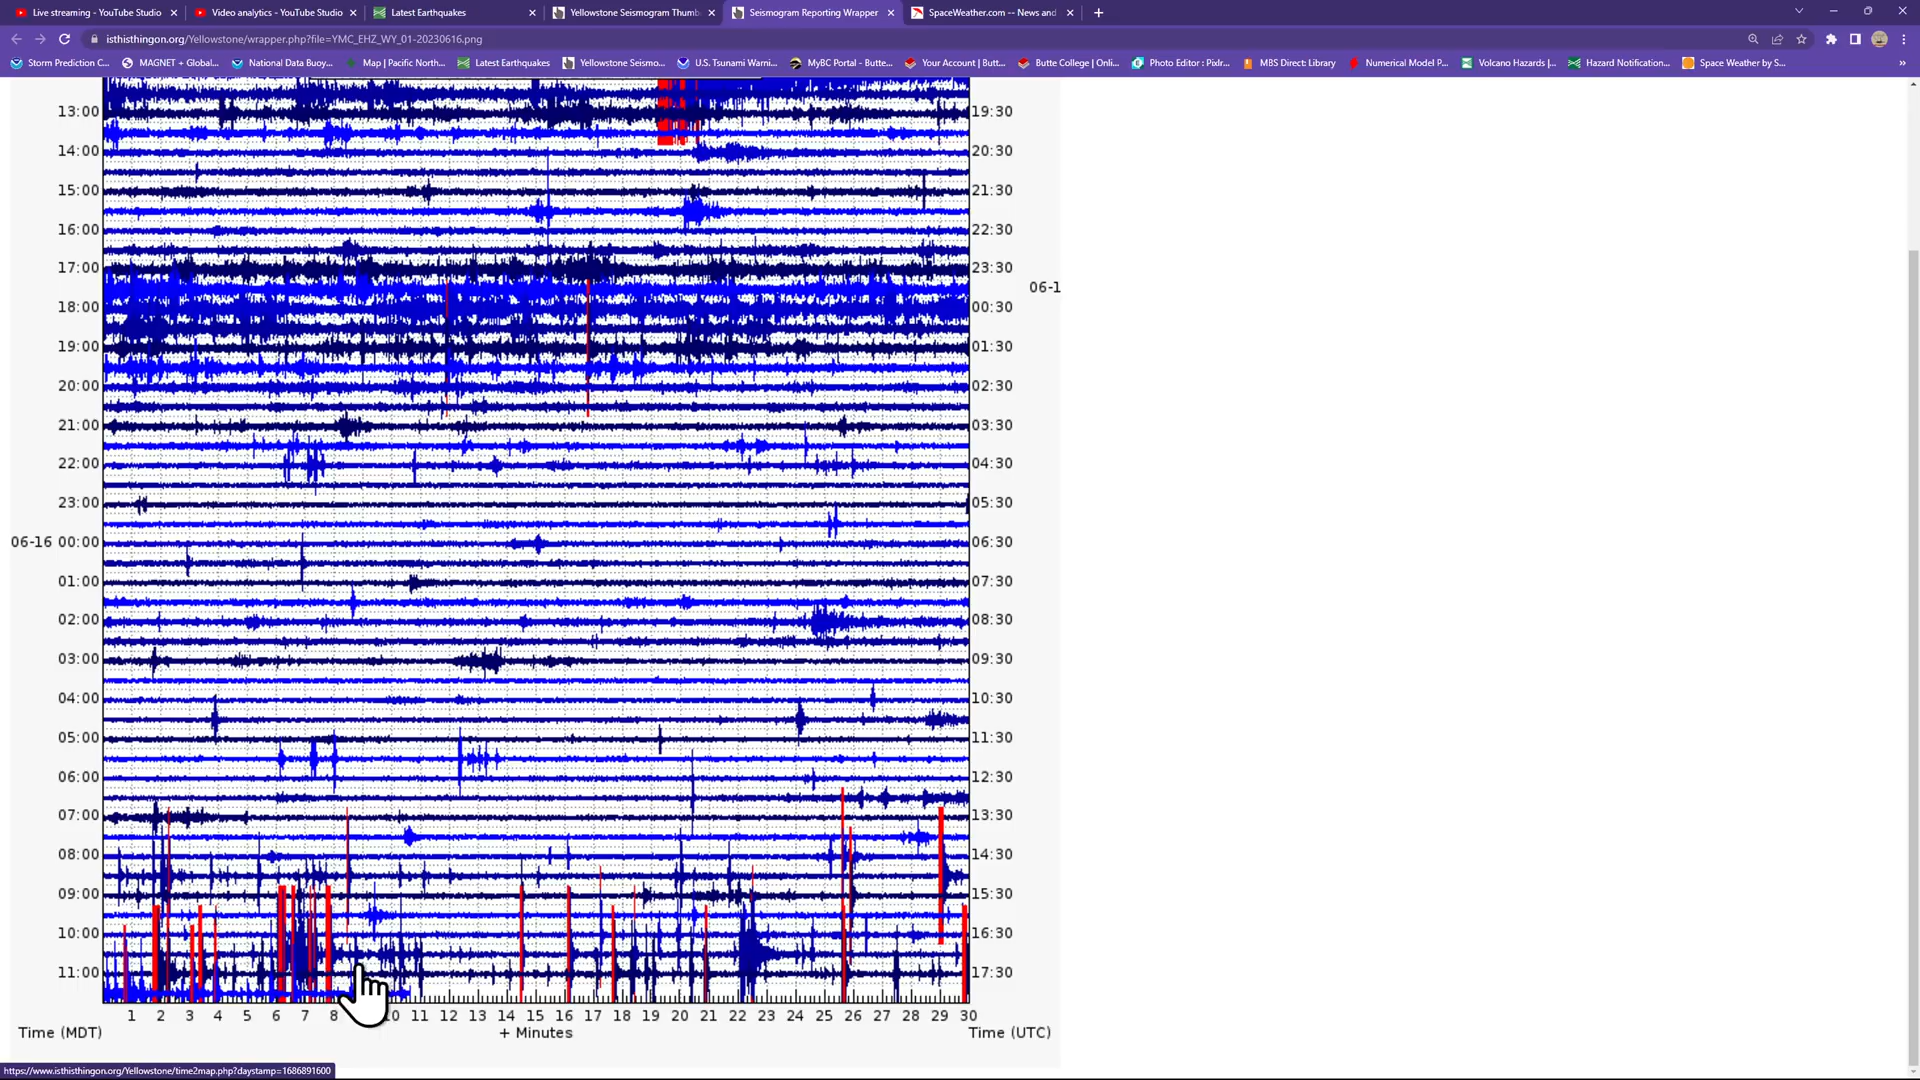 Live streaming - YouTube Studio
Video analytics - YouTube Studio
Latest Earthquakes
Yellowstone Seismogram Thumb
Seismogram Reporting Wrapper
SpaceWeather.com -- News and
isthisthingon.org/Yellowstone/wrapper.php?file=YMC_EHZ_WY_01-20230616.png
Storm Prediction C...
MAGNET + Global...
National Data Buoy...
Map | Pacific North...
Latest Earthquakes
Yellowstone Seismo...
U.S. Tsunami Warni...
MyBC Portal - Butte...
Your Account | Butt...
Butte College | Onli...
Photo Editor : Pixlr...
MBS Direct Library
Numerical Model P...
Volcano Hazards |...
Hazard Notification...
Space Weather by S...
»
13:00 19:30
14:00 20:30
15:00 21:30
16:00 22:30
17:00 23:30
06-1
18:00 00:30
19:00 01:30
20:00 02:30
21:00 03:30
22:00 04:30
23:00 05:30
06-16 00:00 06:30
01:00 07:30
02:00 08:30
03:00 09:30
04:00 10:30
05:00 11:30
06:00 12:30
07:00 13:30
08:00 14:30
09:00 15:30
10:00 16:30
11:00 17:30
1 2 3 4 5 6 7 8 10 11 12 13 14 15 16 17 18 19 20 21 22 23 24 25 26 27 28 29 30
Time (MDT) + Minutes Time (UTC)
https://www.isthisthingon.org/Yellowstone/time2map.php?daystamp=1686891600